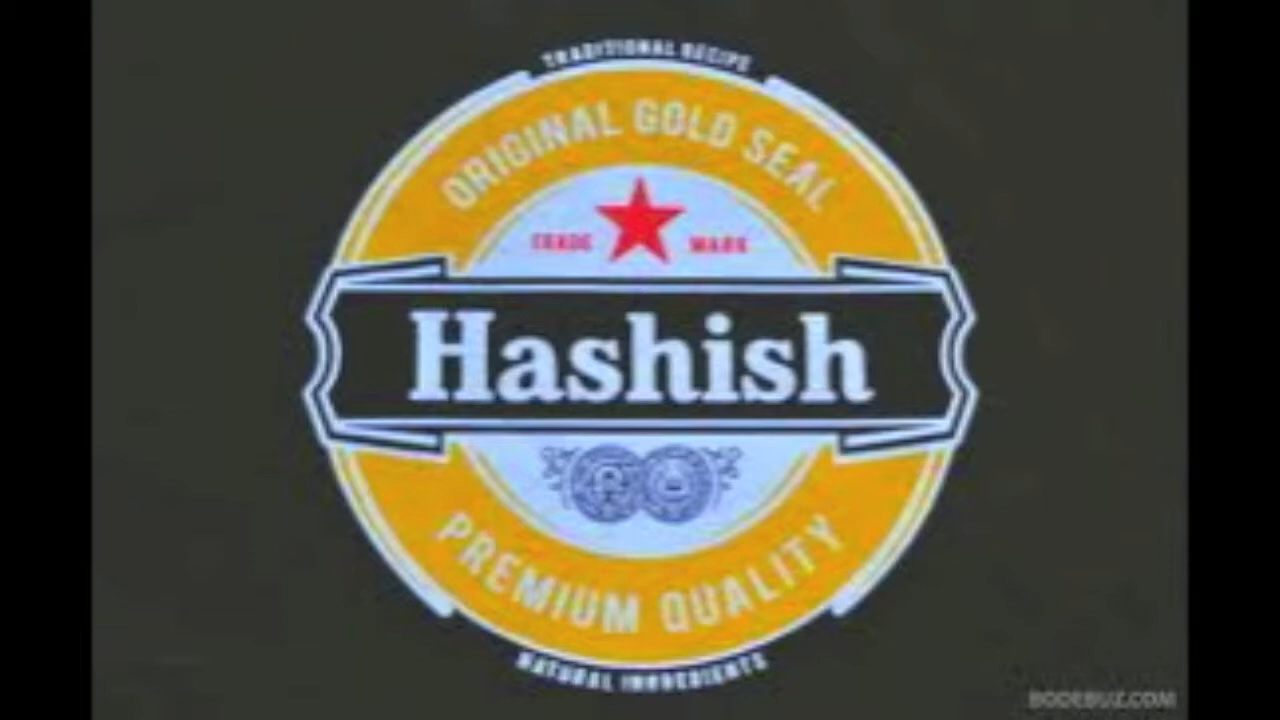 TRADITIONAL RECIPE
ORIGINAL GOLD SEAL
TRADE MARK
Hashish
PREMIUM QUALITY
NATURAL INGREDIENTS
BODEBUZ.COM